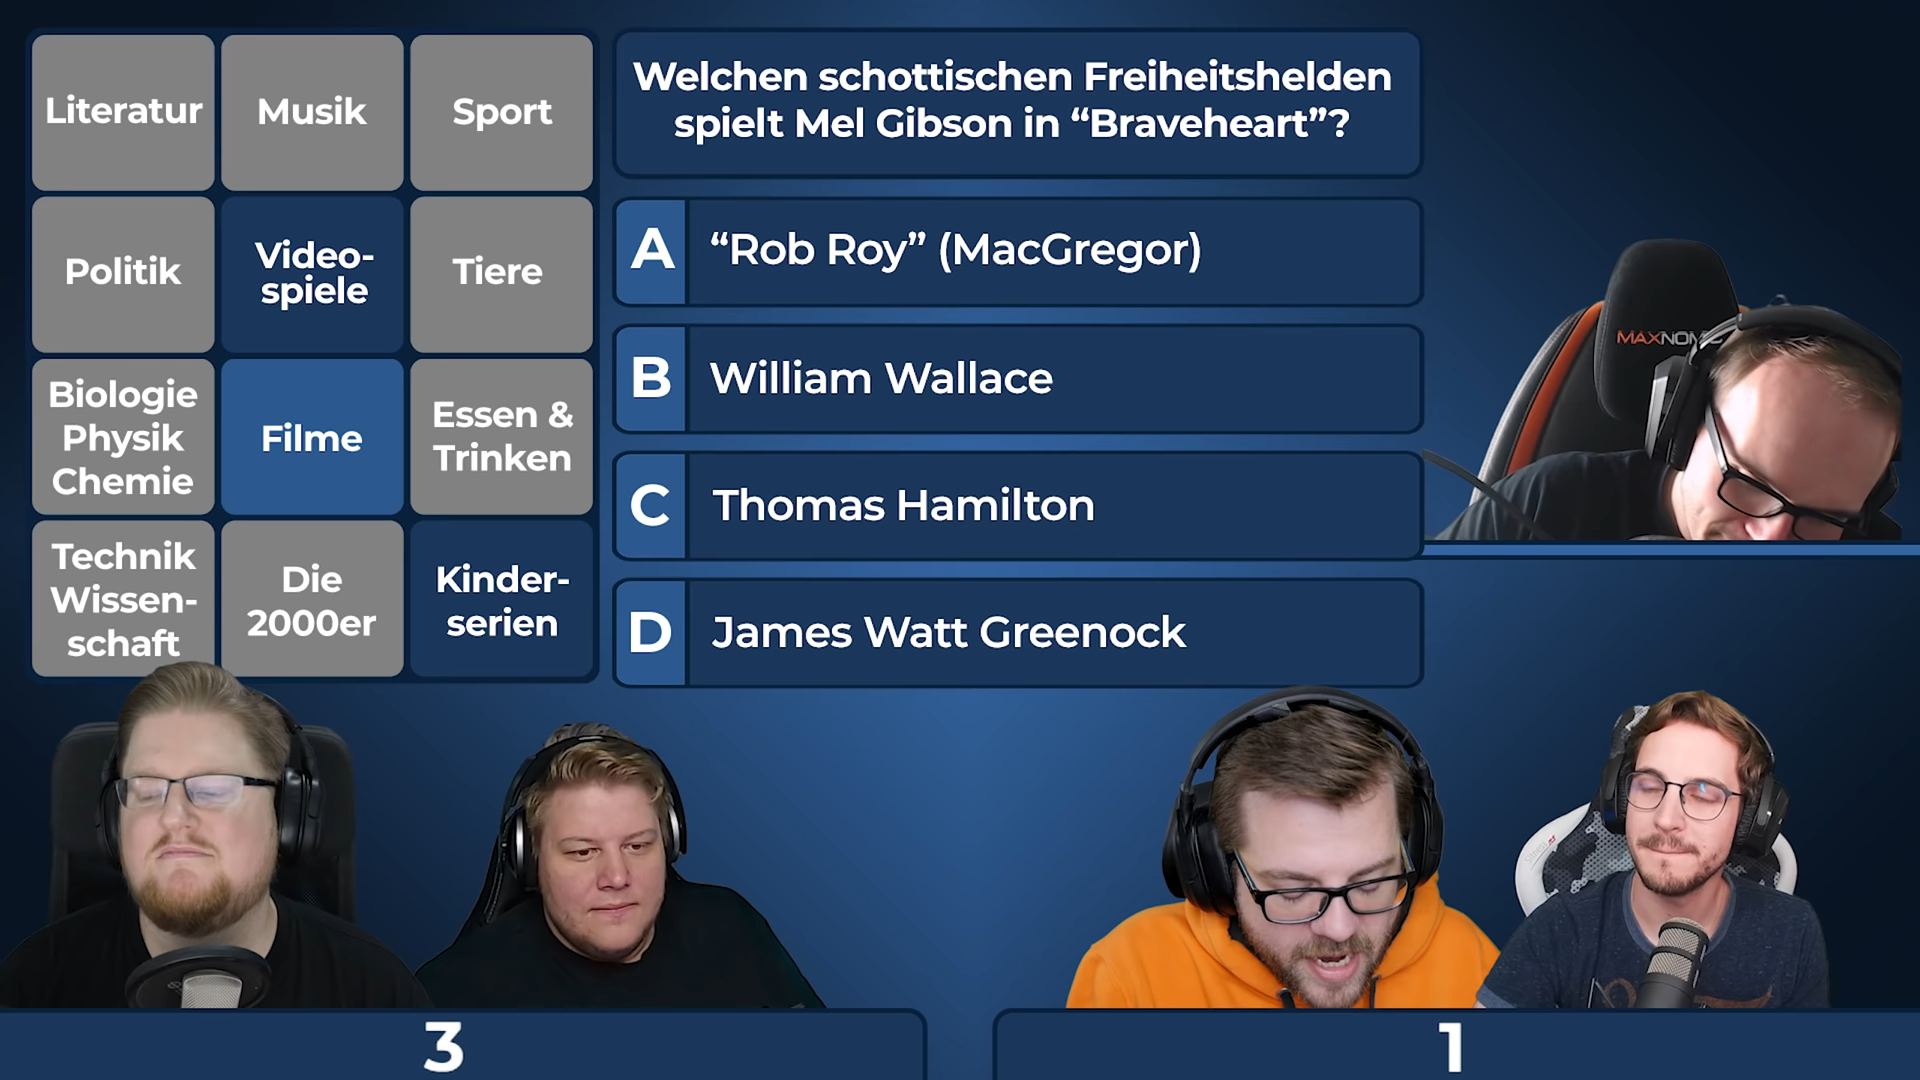 Literatur
Musik
Sport
Politik
Video-
spiele
Tiere
Biologie
Physik
Chemie
Filme
Essen &
Trinken
Technik
Wissen-
schaft
Die
2000er
Kinder-
serien
Welchen schottischen Freiheitshelden
spielt Mel Gibson in “Braveheart”?
A “Rob Roy” (MacGregor)
B William Wallace
C Thomas Hamilton
D James Watt Greenock
3
1